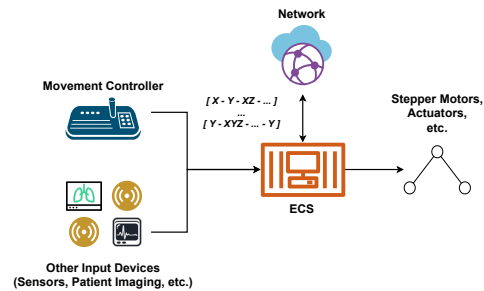 Network
Movement Controller
[ X - Y - XZ - ... ]
...
[ Y - XYZ - ... - Y ]
Stepper Motors,
Actuators,
etc.
ECS
Other Input Devices
(Sensors, Patient Imaging, etc.)